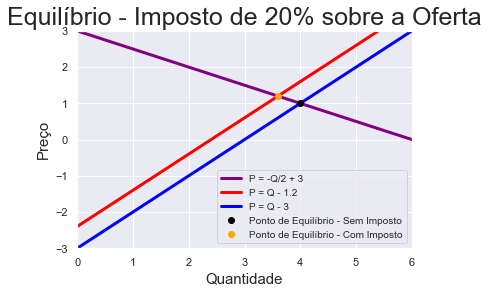 Equilíbrio - Imposto de 20% sobre a Oferta
3
2
1
0
−1
−2
−3
Preço
P = -Q/2 + 3
P = Q - 1.2
P = Q - 3
Ponto de Equilibrio - Sem Imposto
Ponto de Equilibrio - Com Imposto
0 1 2 3 4 5 6
Quantidade